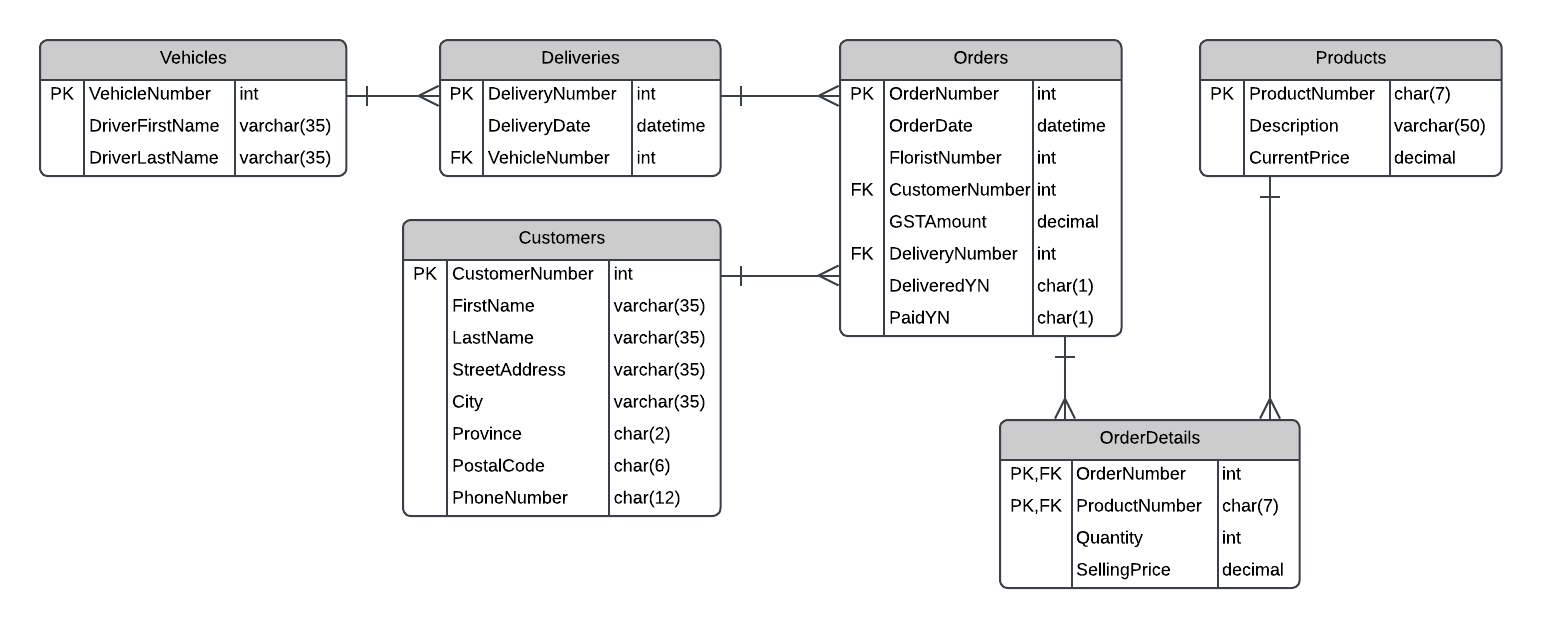 Vehicles
PK VehicleNumber int
DriverFirstName varchar(35)
DriverLastName varchar(35)
Deliveries
PK DeliveryNumber int
DeliveryDate datetime
FK VehicleNumber int
Orders
PK OrderNumber int
OrderDate datetime
FloristNumber int
FK CustomerNumber int
GSTAmount decimal
FK DeliveryNumber int
DeliveredYN char(1)
PaidYN char(1)
Products
PK ProductNumber char(7)
Description varchar(50)
CurrentPrice decimal
Customers
PK CustomerNumber int
FirstName varchar(35)
LastName varchar(35)
StreetAddress varchar(35)
City varchar(35)
Province char(2)
PostalCode char(6)
PhoneNumber char(12)
OrderDetails
PK,FK OrderNumber int
PK,FK ProductNumber char(7)
Quantity int
SellingPrice decimal